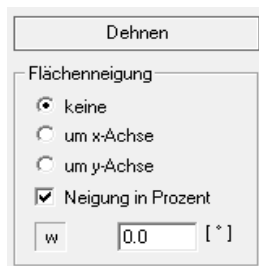 Dehnen
Flächenneigung
keine
um x-Achse
um y-Achse
Neigung in Prozent
w 0.0 [°]